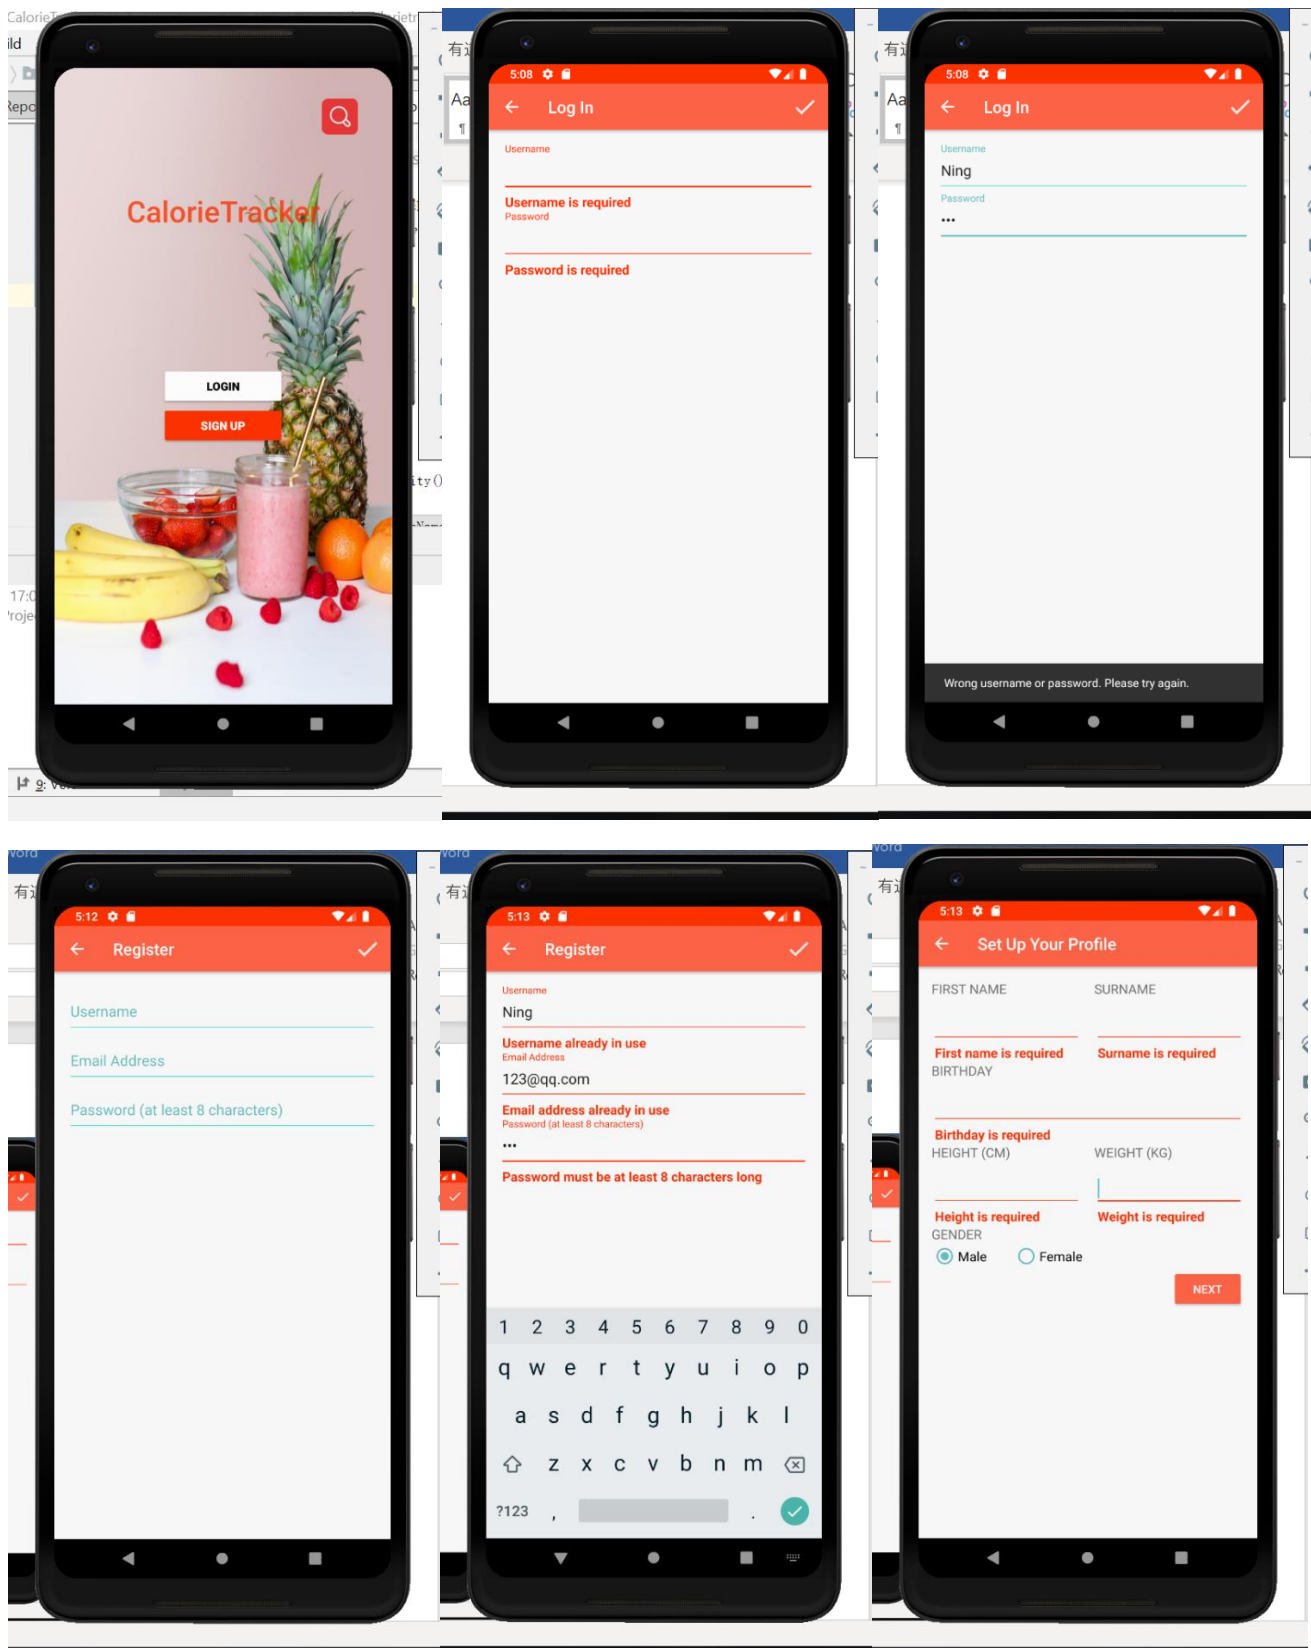 CalorieTracker
LOGIN
SIGN UP
5:08
Log In
Username
Username is required
Password
Password is required
5:08
Log In
Username
Ning
Password
•••
Wrong username or password. Please try again.
5:12
Register
Username
Email Address
Password (at least 8 characters)
5:13
Register
Username
Ning
Username already in use
Email Address
123@qq.com
Email address already in use
Password (at least 8 characters)
•••
Password must be at least 8 characters long
1 2 3 4 5 6 7 8 9 0
q w e r t y u i o p
a s d f g h j k l
z x c v b n m
?123 , .
5:13
Set Up Your Profile
FIRST NAME SURNAME
First name is required Surname is required
BIRTHDAY
Birthday is required
HEIGHT (CM) WEIGHT (KG)
Height is required Weight is required
GENDER
Male Female
NEXT